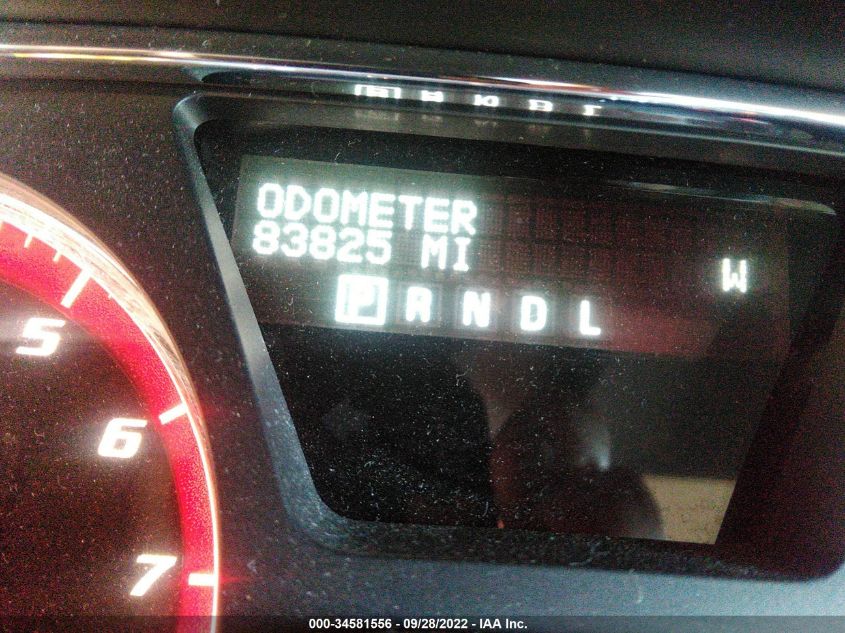 ODOMETER
83825 MI
W
P R N D L
5
6
7
000-34581556 - 09/28/2022 - IAA Inc.